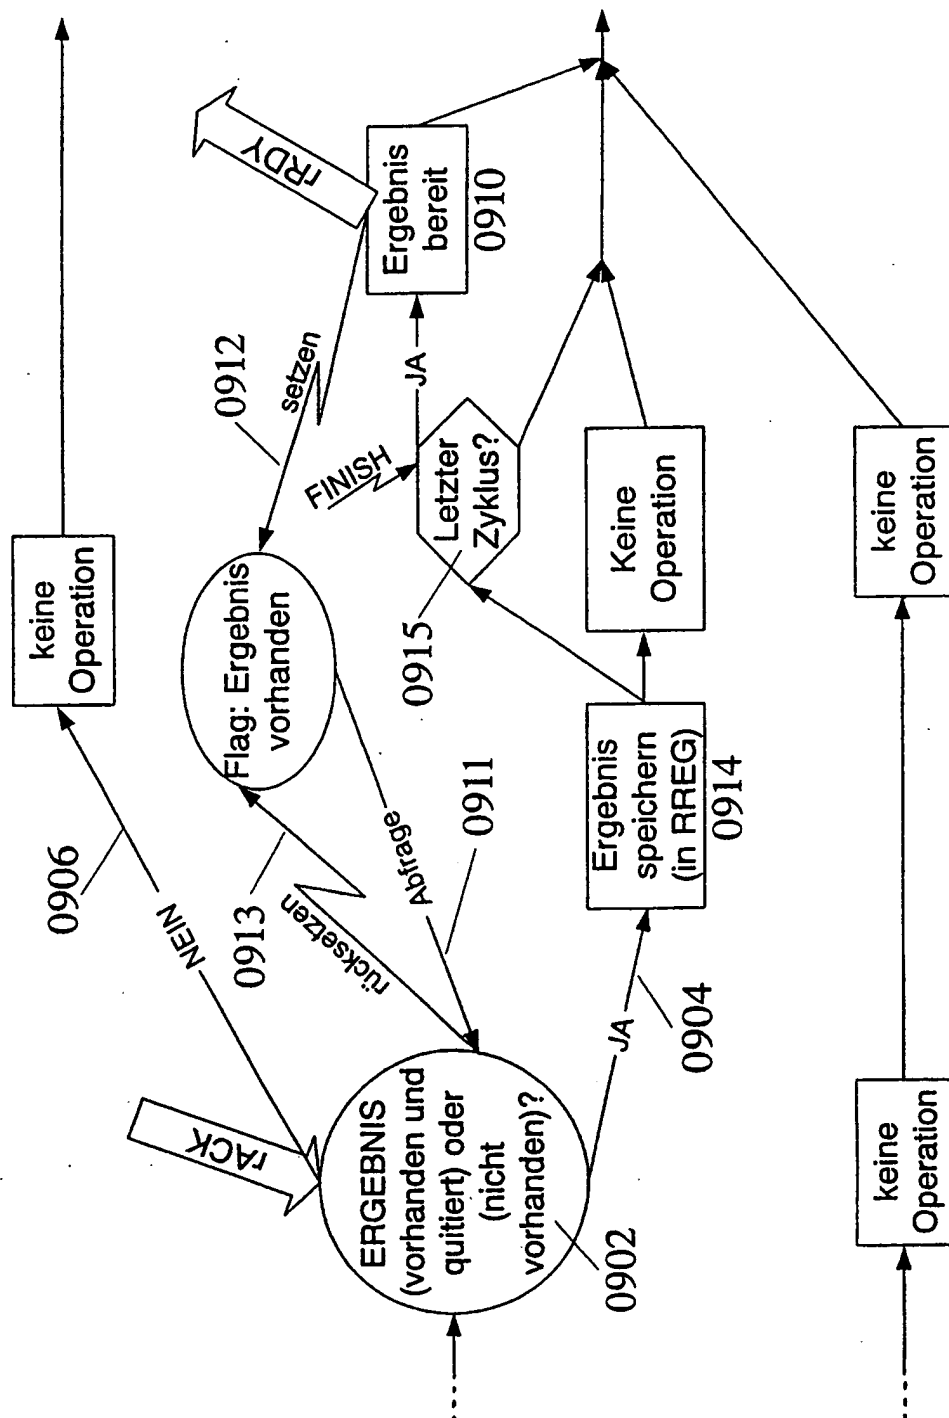 rACK
ERGEBNIS
(vorhanden und
quitiert) oder
(nicht
vorhanden)?
0902
NEIN
0906
keine
Operation
rücksetzen
0913
Abfrage
0911
Flag: Ergebnis
vorhanden
setzen
0912
rRDY
JA
0904
Ergebnis
speichern
(in RREG)
0914
FINISH
Letzter
Zyklus?
0915
JA
Ergebnis
bereit
0910
Keine
Operation
keine
Operation
keine
Operation